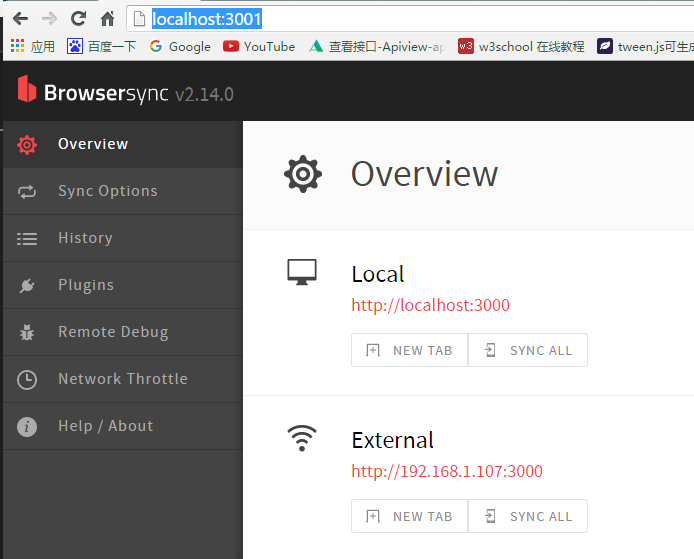 localhost:3001
应用 百度一下 Google YouTube 查看接口-Apiview-ap w3school 在线教程 tween.js可生成
Browsersync v2.14.0
Overview
Sync Options
History
Plugins
Remote Debug
Network Throttle
Help / About
Overview
Local
http://localhost:3000
NEW TAB SYNC ALL
External
http://192.168.1.107:3000
NEW TAB SYNC ALL